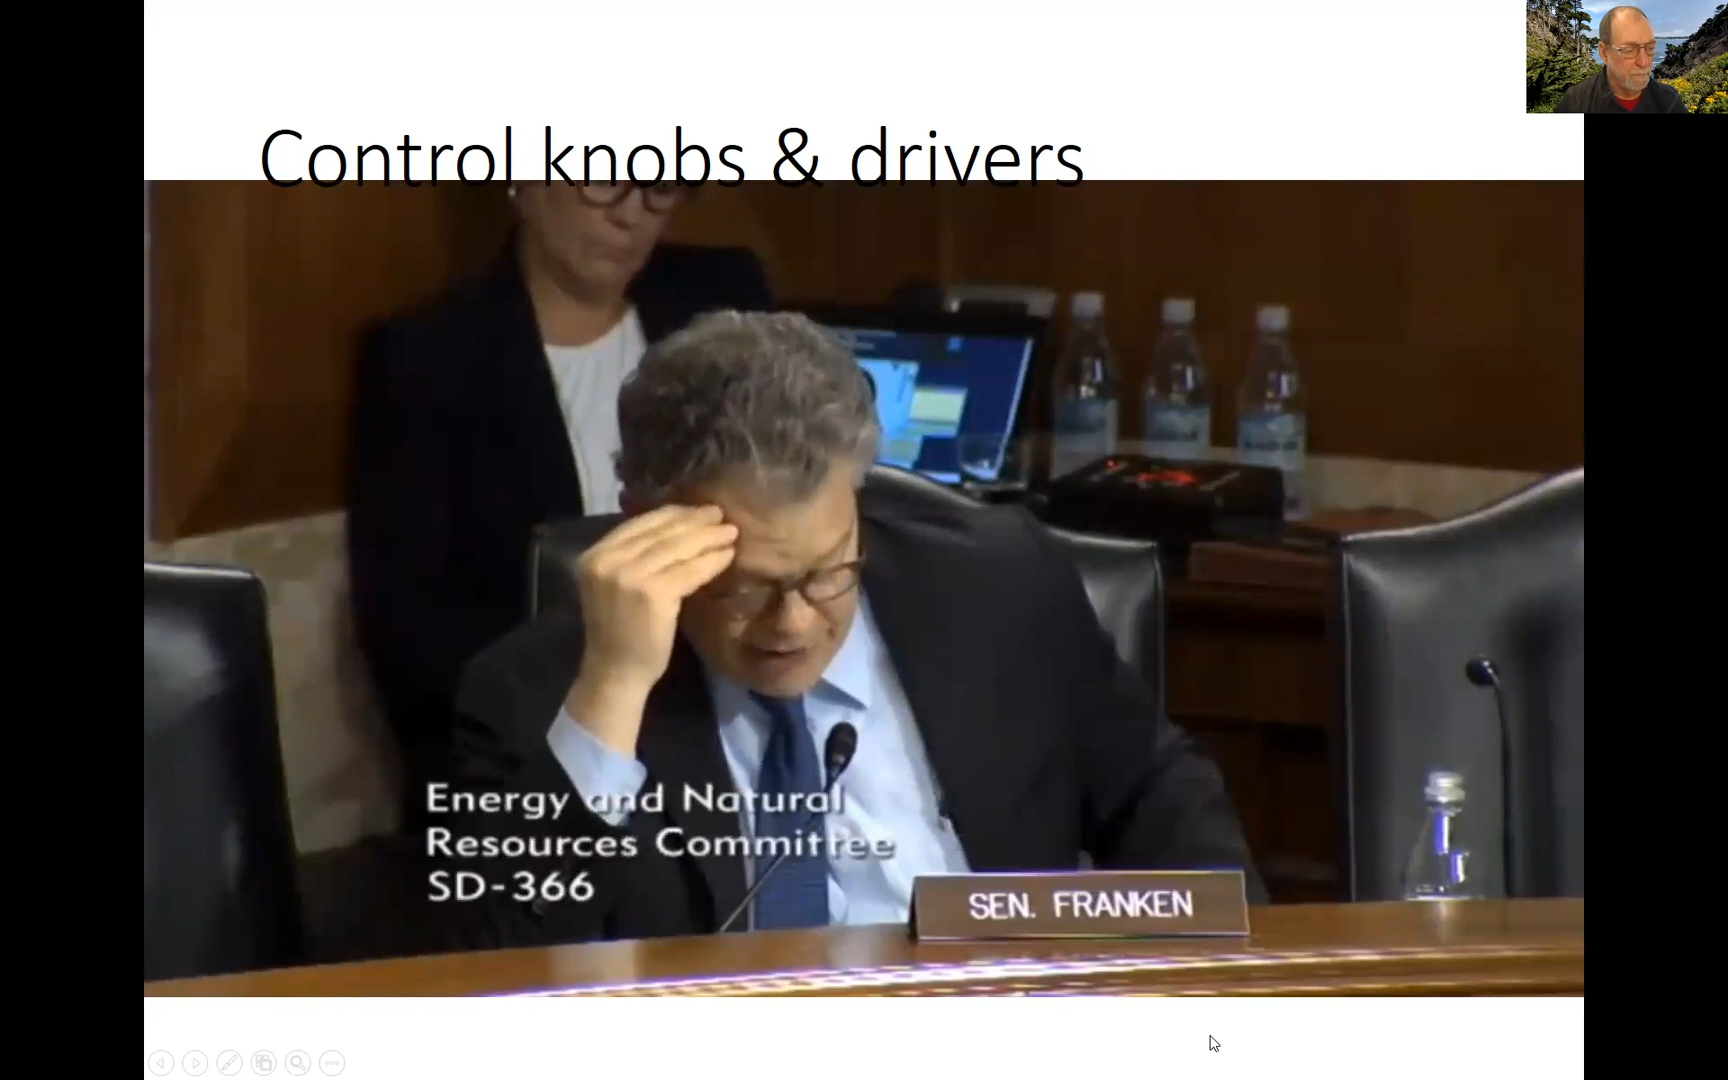 Control knobs & drivers
Energy and Natural
Resources Committee
SD-366
SEN. FRANKEN